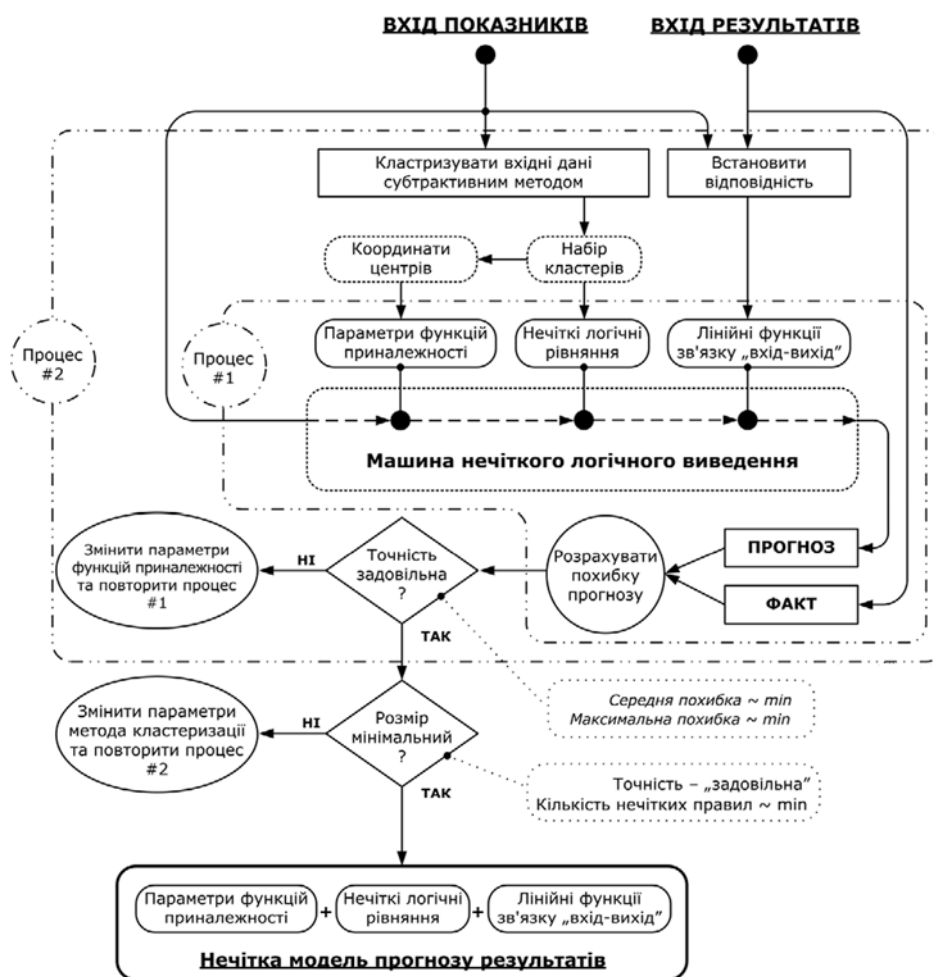 ВХІД ПОКАЗНИКІВ
ВХІД РЕЗУЛЬТАТІВ
Кластризувати вхідні дані
субтрактивним методом
Встановити
відповідність
Координати
центрів
Набір
кластерів
Процес
#2
Процес
#1
Параметри функцій
приналежності
Нечіткі логічні
рівняння
Лінійні функції
зв'язку „вхід-вихід”
Машина нечіткого логічного виведення
Змінити параметри
функцій приналежності
та повторити процес
#1
НІ
Точність
задовільна
?
Розрахувати
похибку
прогнозу
ПРОГНОЗ
ФАКТ
ТАК
Середня похибка ~ min
Максимальна похибка ~ min
Змінити параметри
метода кластеризації
та повторити процес
#2
НІ
Розмір
мінімальний
?
ТАК
Точність – „задовільна”
Кількість нечітких правил ~ min
Параметри функцій
приналежності
+
Нечіткі логічні
рівняння
+
Лінійні функції
зв'язку „вхід-вихід”
Нечітка модель прогнозу результатів